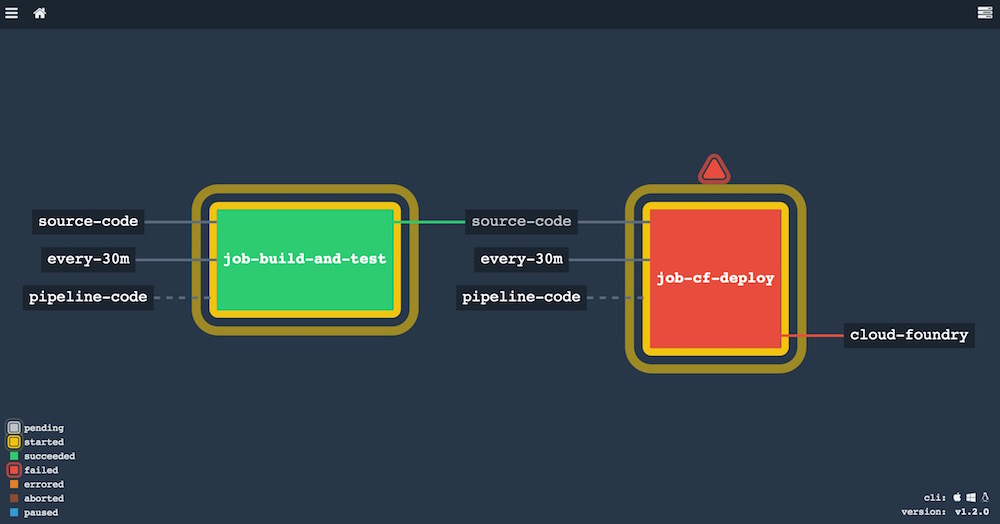 source-code
every-30m
pipeline-code
job-build-and-test
source-code
every-30m
pipeline-code
job-cf-deploy
cloud-foundry
pending
started
succeeded
failed
errored
aborted
paused
cli:
version: v1.2.0